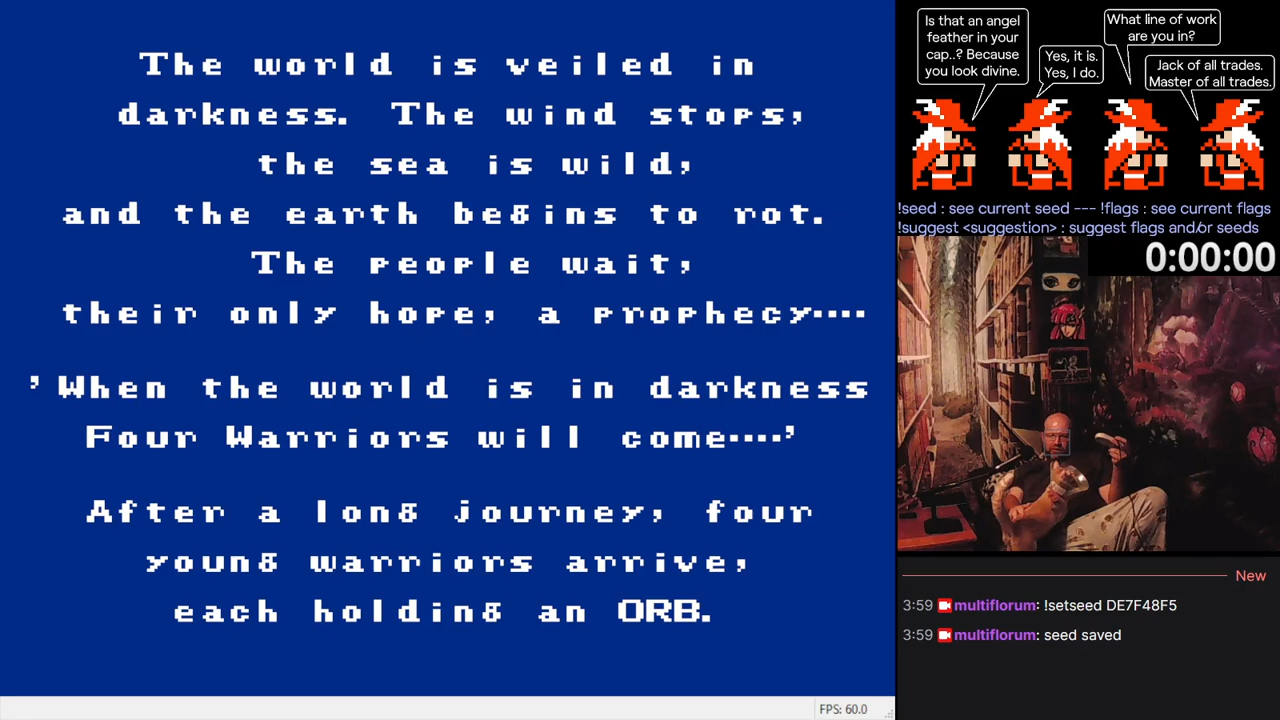 The world is veiled in
darkness. The wind stops,
the sea is wild,
and the earth begins to rot.
The people wait,
their only hope, a prophecy....
'When the world is in darkness
Four Warriors will come....'
After a long journey, four
young warriors arrive,
each holding an ORB.
FPS: 60.0
Is that an angel
feather in your
cap..? Because
you look divine.
Yes, it is.
Yes, I do.
What line of work
are you in?
Jack of all trades.
Master of all trades.
!seed : see current seed --- !flags : see current flags
!suggest <suggestion> : suggest flags and/or seeds
0:00:00
New
3:59 multiflorum: !setseed DE7F48F5
3:59 multiflorum: seed saved